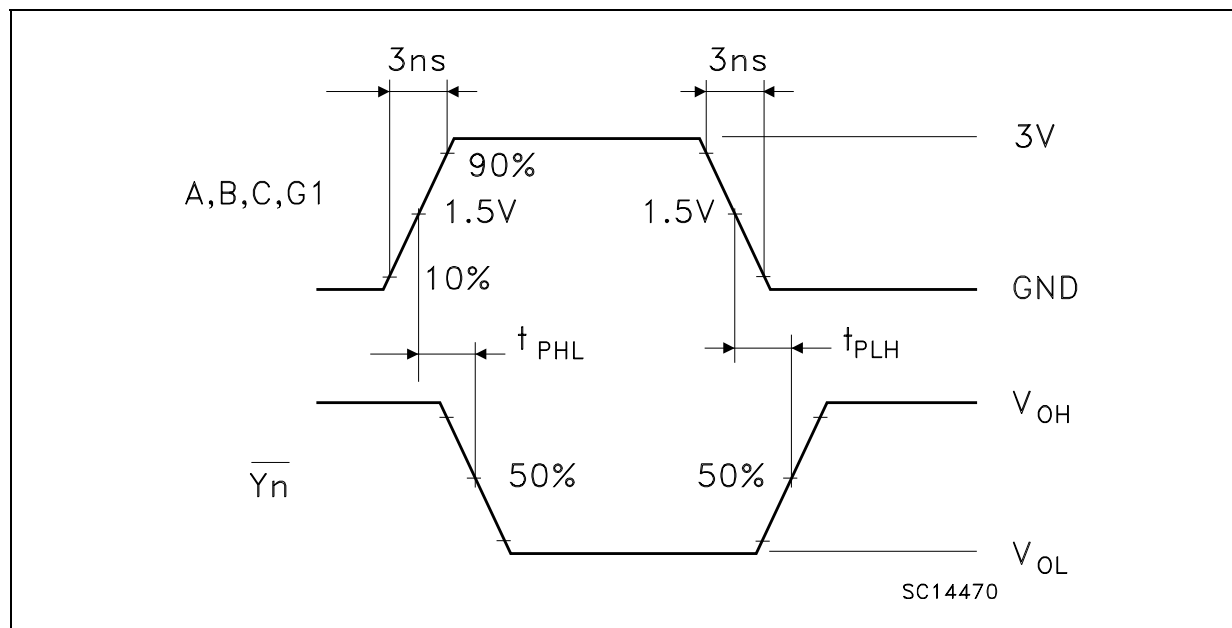 3ns 3ns
3V
90%
A,B,C,G1
1.5V 1.5V
10%
GND
t PHL tPLH
VOH
Yn
50% 50%
VOL
SC14470